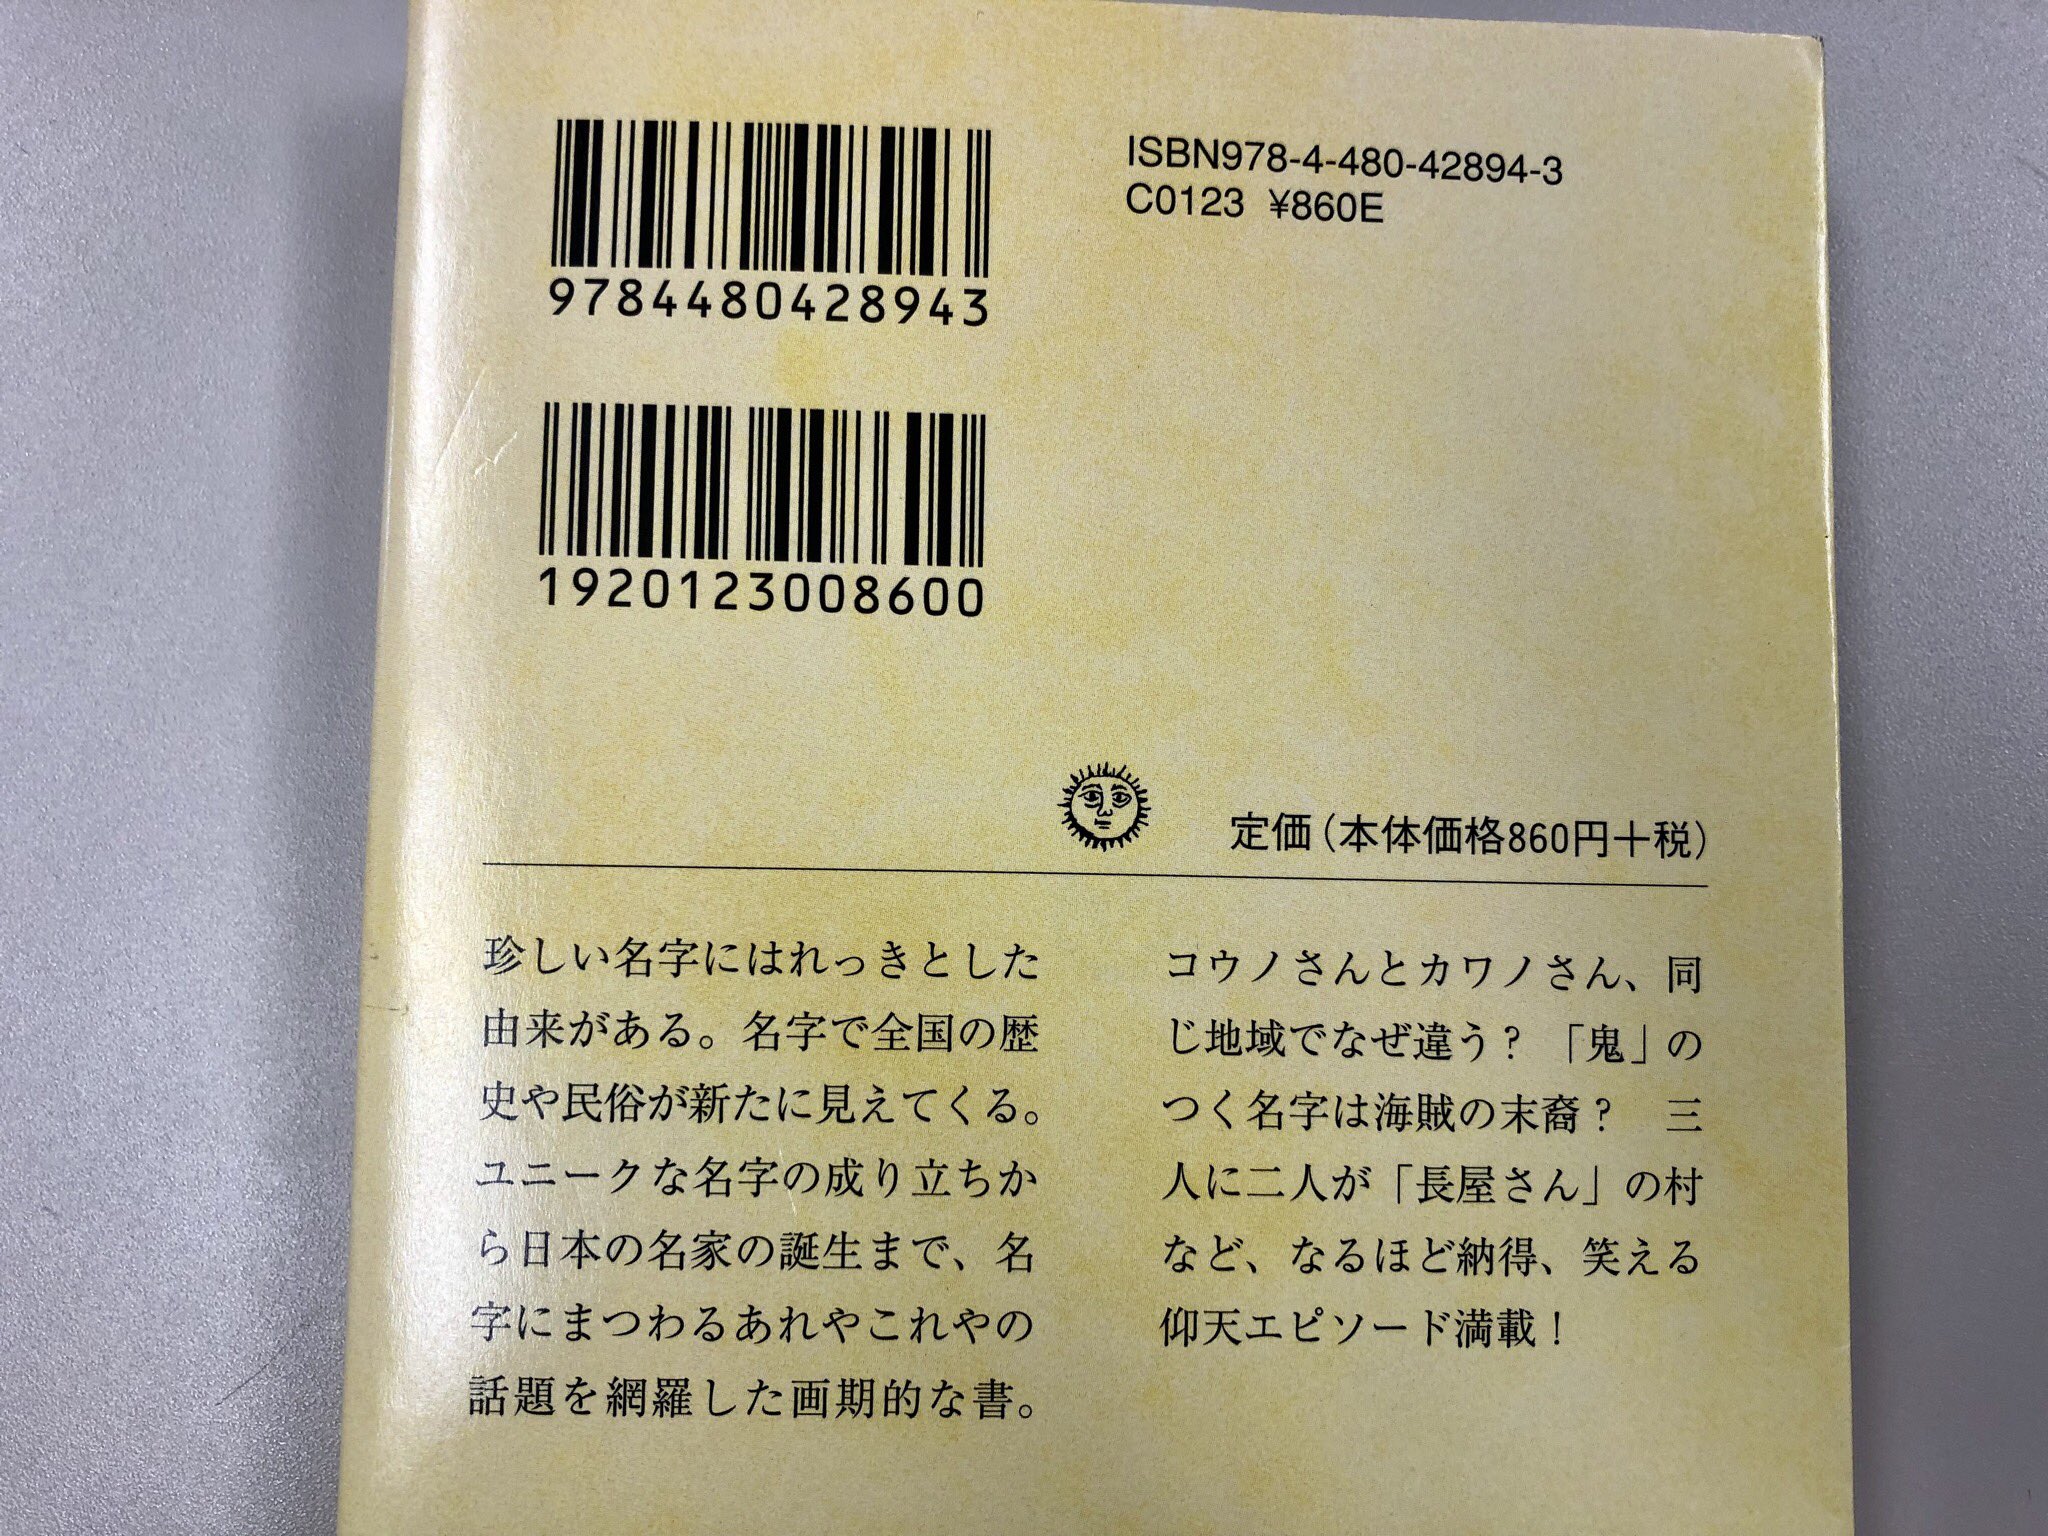 9784480428943
ISBN978-4-480-42894-3
C0123 ¥860E
1920123008600
定価(本体価格860円+税)
珍しい名字にはれっきとした
由来がある。名字で全国の歴
史や民俗が新たに見えてくる。
ユニークな名字の成り立ちか
ら日本の名家の誕生まで、名
字にまつわるあれやこれやの
話題を網羅した画期的な書。
コウノさんとカワノさん、同
じ地域でなぜ違う? 「鬼」の
つく名字は海賊の末裔? 三
人に二人が「長屋さん」の村
など、なるほど納得、笑える
仰天エピソード満載!